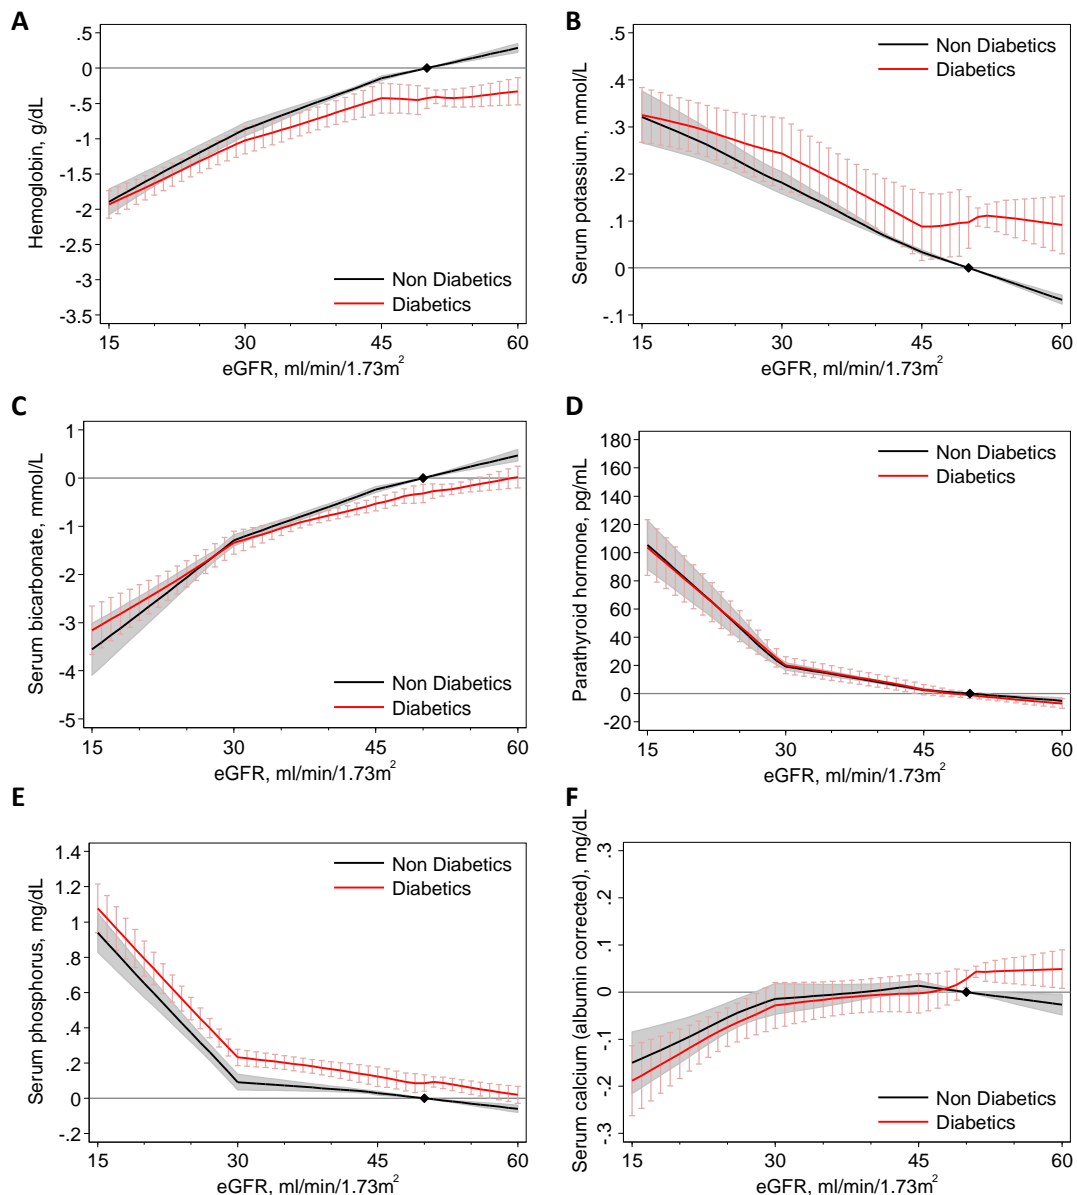 A
Hemoglobin, g/dL
.5
0
-.5
-1
-1.5
-2
-2.5
-3
-3.5
Non Diabetics
Diabetics
15 30 45 60
eGFR, ml/min/1.73m²
B
Serum potassium, mmol/L
.5
.4
.3
.2
.1
0
-.1
Non Diabetics
Diabetics
15 30 45 60
eGFR, ml/min/1.73m²
C
Serum bicarbonate, mmol/L
1
0
-1
-2
-3
-4
-5
Non Diabetics
Diabetics
15 30 45 60
eGFR, ml/min/1.73m²
D
Parathyroid hormone, pg/mL
180
160
140
120
100
80
60
40
20
0
-20
Non Diabetics
Diabetics
15 30 45 60
eGFR, ml/min/1.73m²
E
Serum phosphorus, mg/dL
1.4
1.2
1
.8
.6
.4
.2
0
-.2
Non Diabetics
Diabetics
15 30 45 60
eGFR, ml/min/1.73m²
F
Serum calcium (albumin corrected), mg/dL
.3
.2
.1
0
-.1
-.2
-.3
Non Diabetics
Diabetics
15 30 45 60
eGFR, ml/min/1.73m²